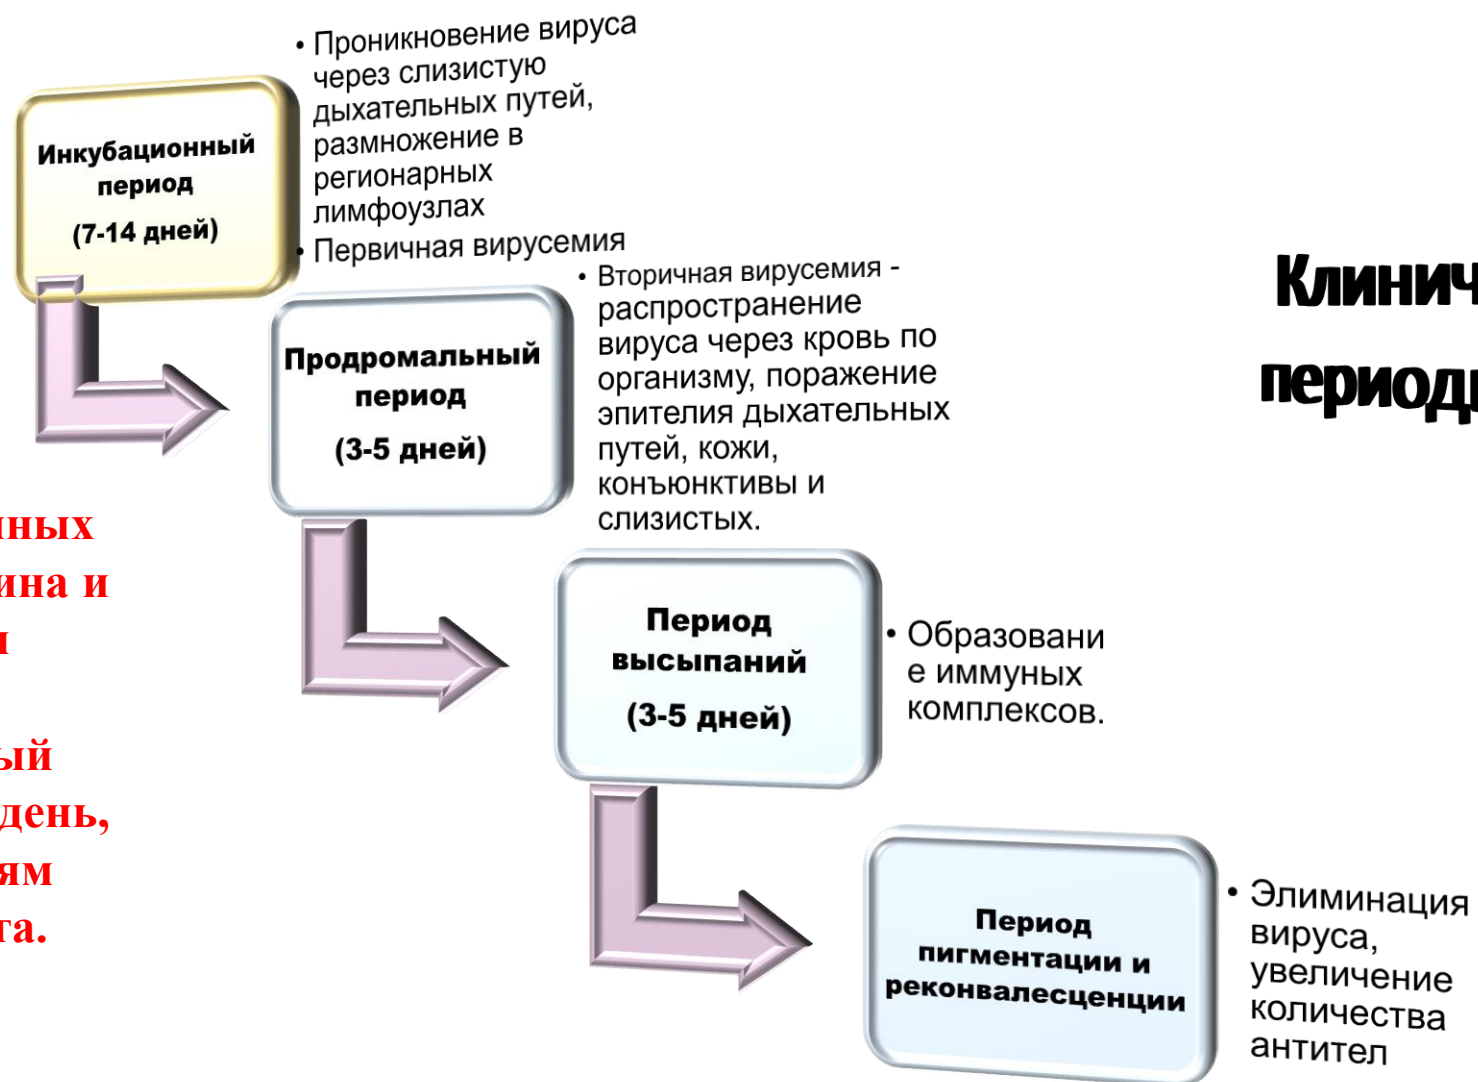 • Проникновение вируса
через слизистую
дыхательных путей,
размножение в
регионарных
лимфоузлах
• Первичная вирусемия
Инкубационный
период
(7-14 дней)
• Вторичная вирусемия -
распространение
вируса через кровь по
организму, поражение
эпителия дыхательных
путей, кожи,
конъюнктивы и
слизистых.
Продромальный
период
(3-5 дней)
Период
высыпаний
(3-5 дней)
• Образовани
е иммуных
комплексов.
Период
пигментации и
реконвалесценции
• Элиминация
вируса,
увеличение
количества
антител
и
день,